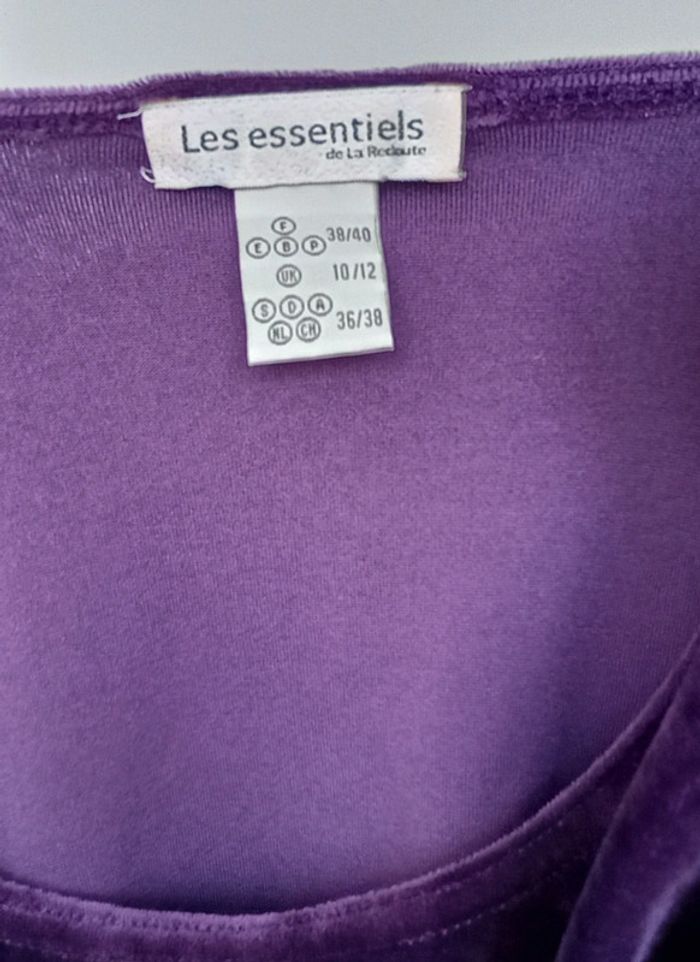 Les essentiels
de La Redoute
F
E B P 38/40
UK 10/12
S D A
NL CH 36/38